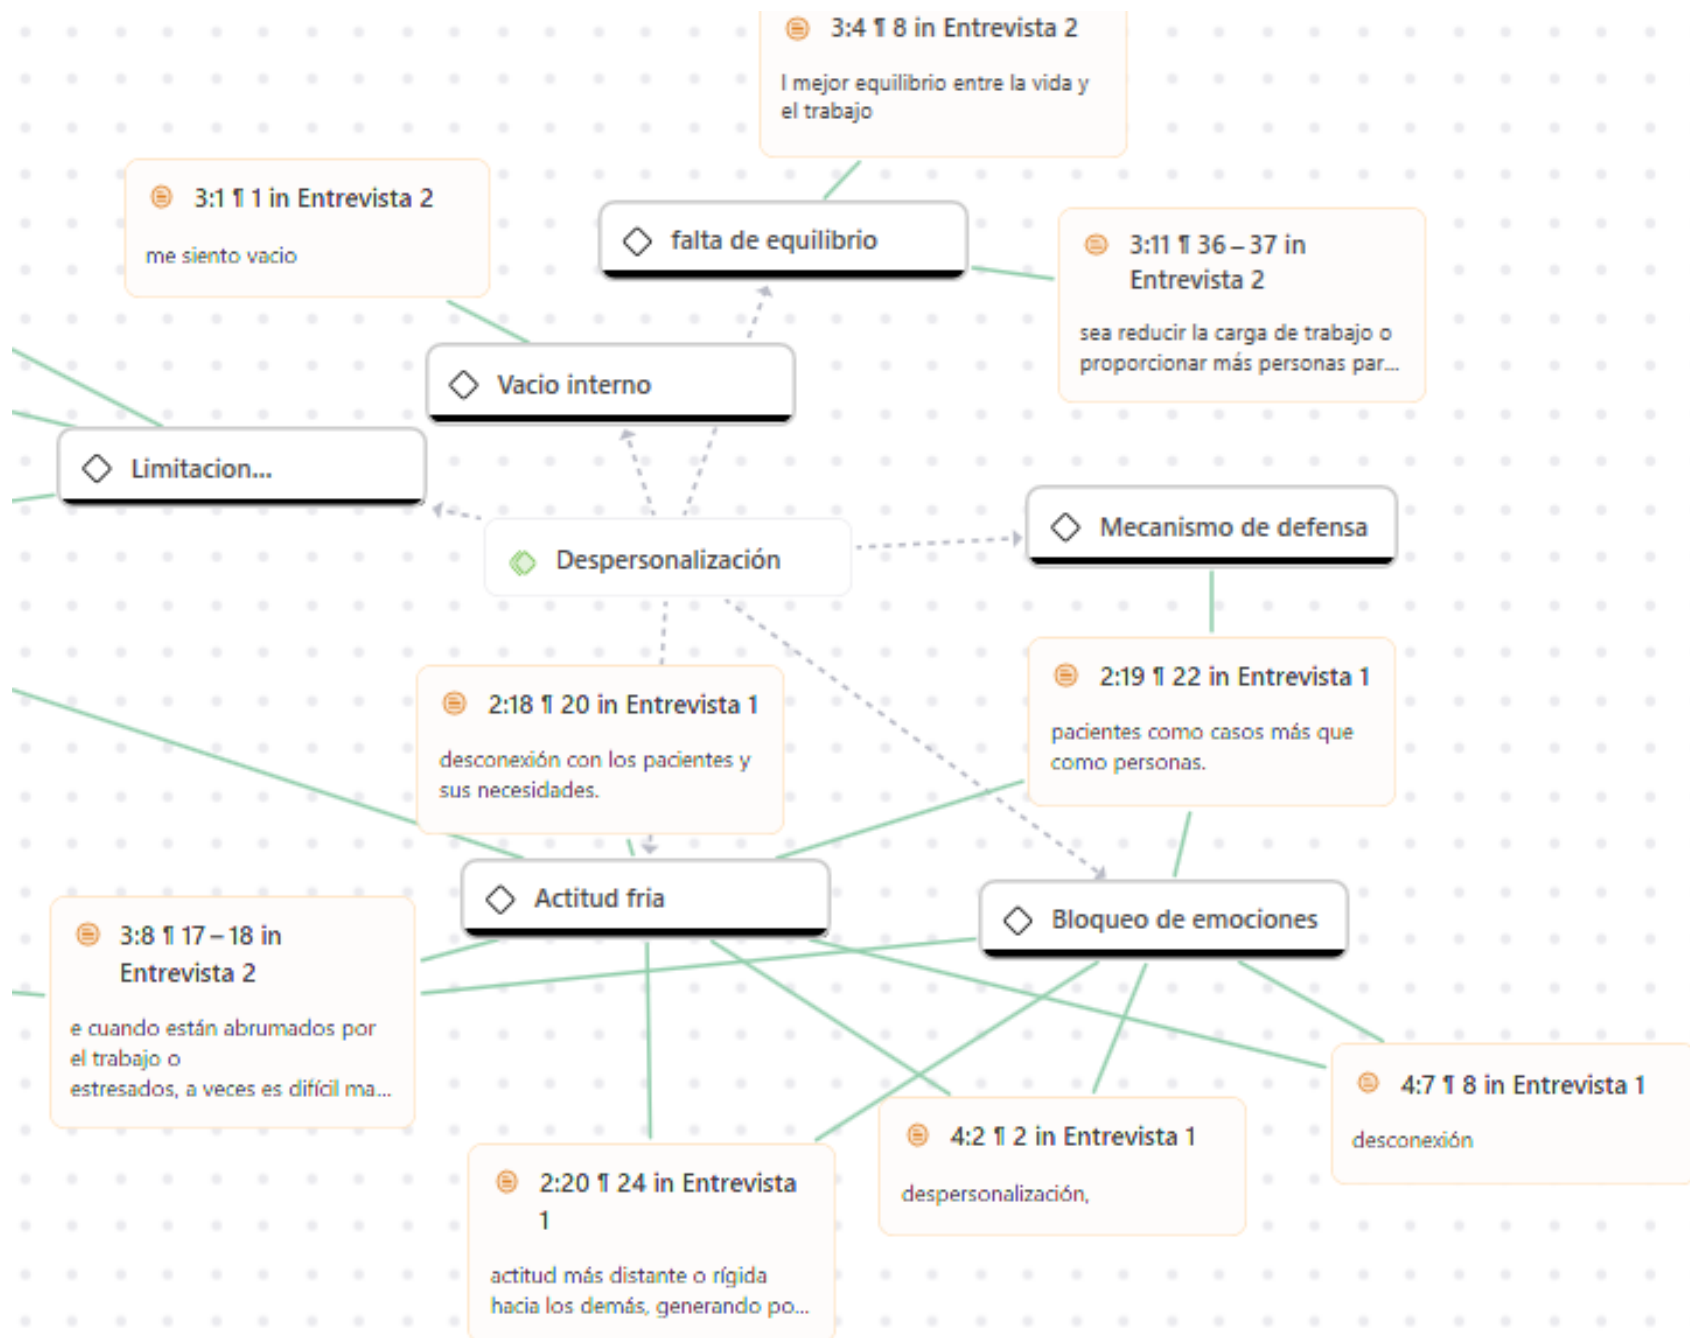 3:4 ¶ 8 in Entrevista 2
l mejor equilibrio entre la vida y
el trabajo
3:1 ¶ 1 in Entrevista 2
me siento vacio
falta de equilibrio
3:11 ¶ 36 – 37 in
Entrevista 2
sea reducir la carga de trabajo o
proporcionar más personas par...
Vacio interno
Limitacion...
Mecanismo de defensa
Despersonalización
2:18 ¶ 20 in Entrevista 1
desconexión con los pacientes y
sus necesidades.
2:19 ¶ 22 in Entrevista 1
pacientes como casos más que
como personas.
Actitud fria
Bloqueo de emociones
3:8 ¶ 17 – 18 in
Entrevista 2
e cuando están abrumados por
el trabajo o
estresados, a veces es difícil ma...
4:7 ¶ 8 in Entrevista 1
desconexión
4:2 ¶ 2 in Entrevista 1
despersonalización,
2:20 ¶ 24 in Entrevista
1
actitud más distante o rígida
hacia los demás, generando po...